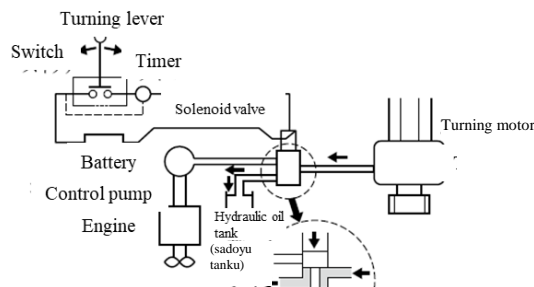 Turning lever
Switch
Timer
Solenoid valve
Turning motor
Battery
Control pump
Engine
Hydraulic oil
tank
(sadoyu
tanku)